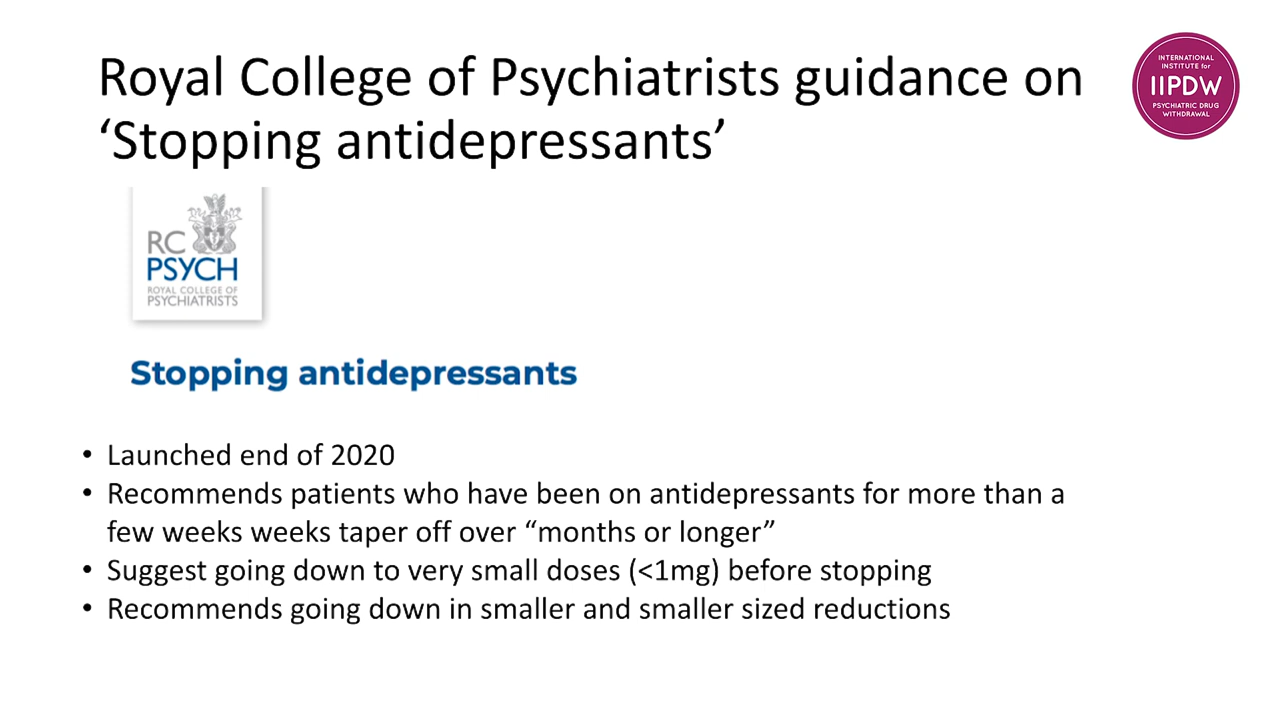 Royal College of Psychiatrists guidance on
‘Stopping antidepressants’
INTERNATIONAL
INSTITUTE for
IIPDW
PSYCHIATRIC DRUG
WITHDRAWAL
RC
PSYCH
ROYAL COLLEGE OF
PSYCHIATRISTS
Stopping antidepressants
• Launched end of 2020
• Recommends patients who have been on antidepressants for more than a
few weeks weeks taper off over “months or longer”
• Suggest going down to very small doses (<1mg) before stopping
• Recommends going down in smaller and smaller sized reductions